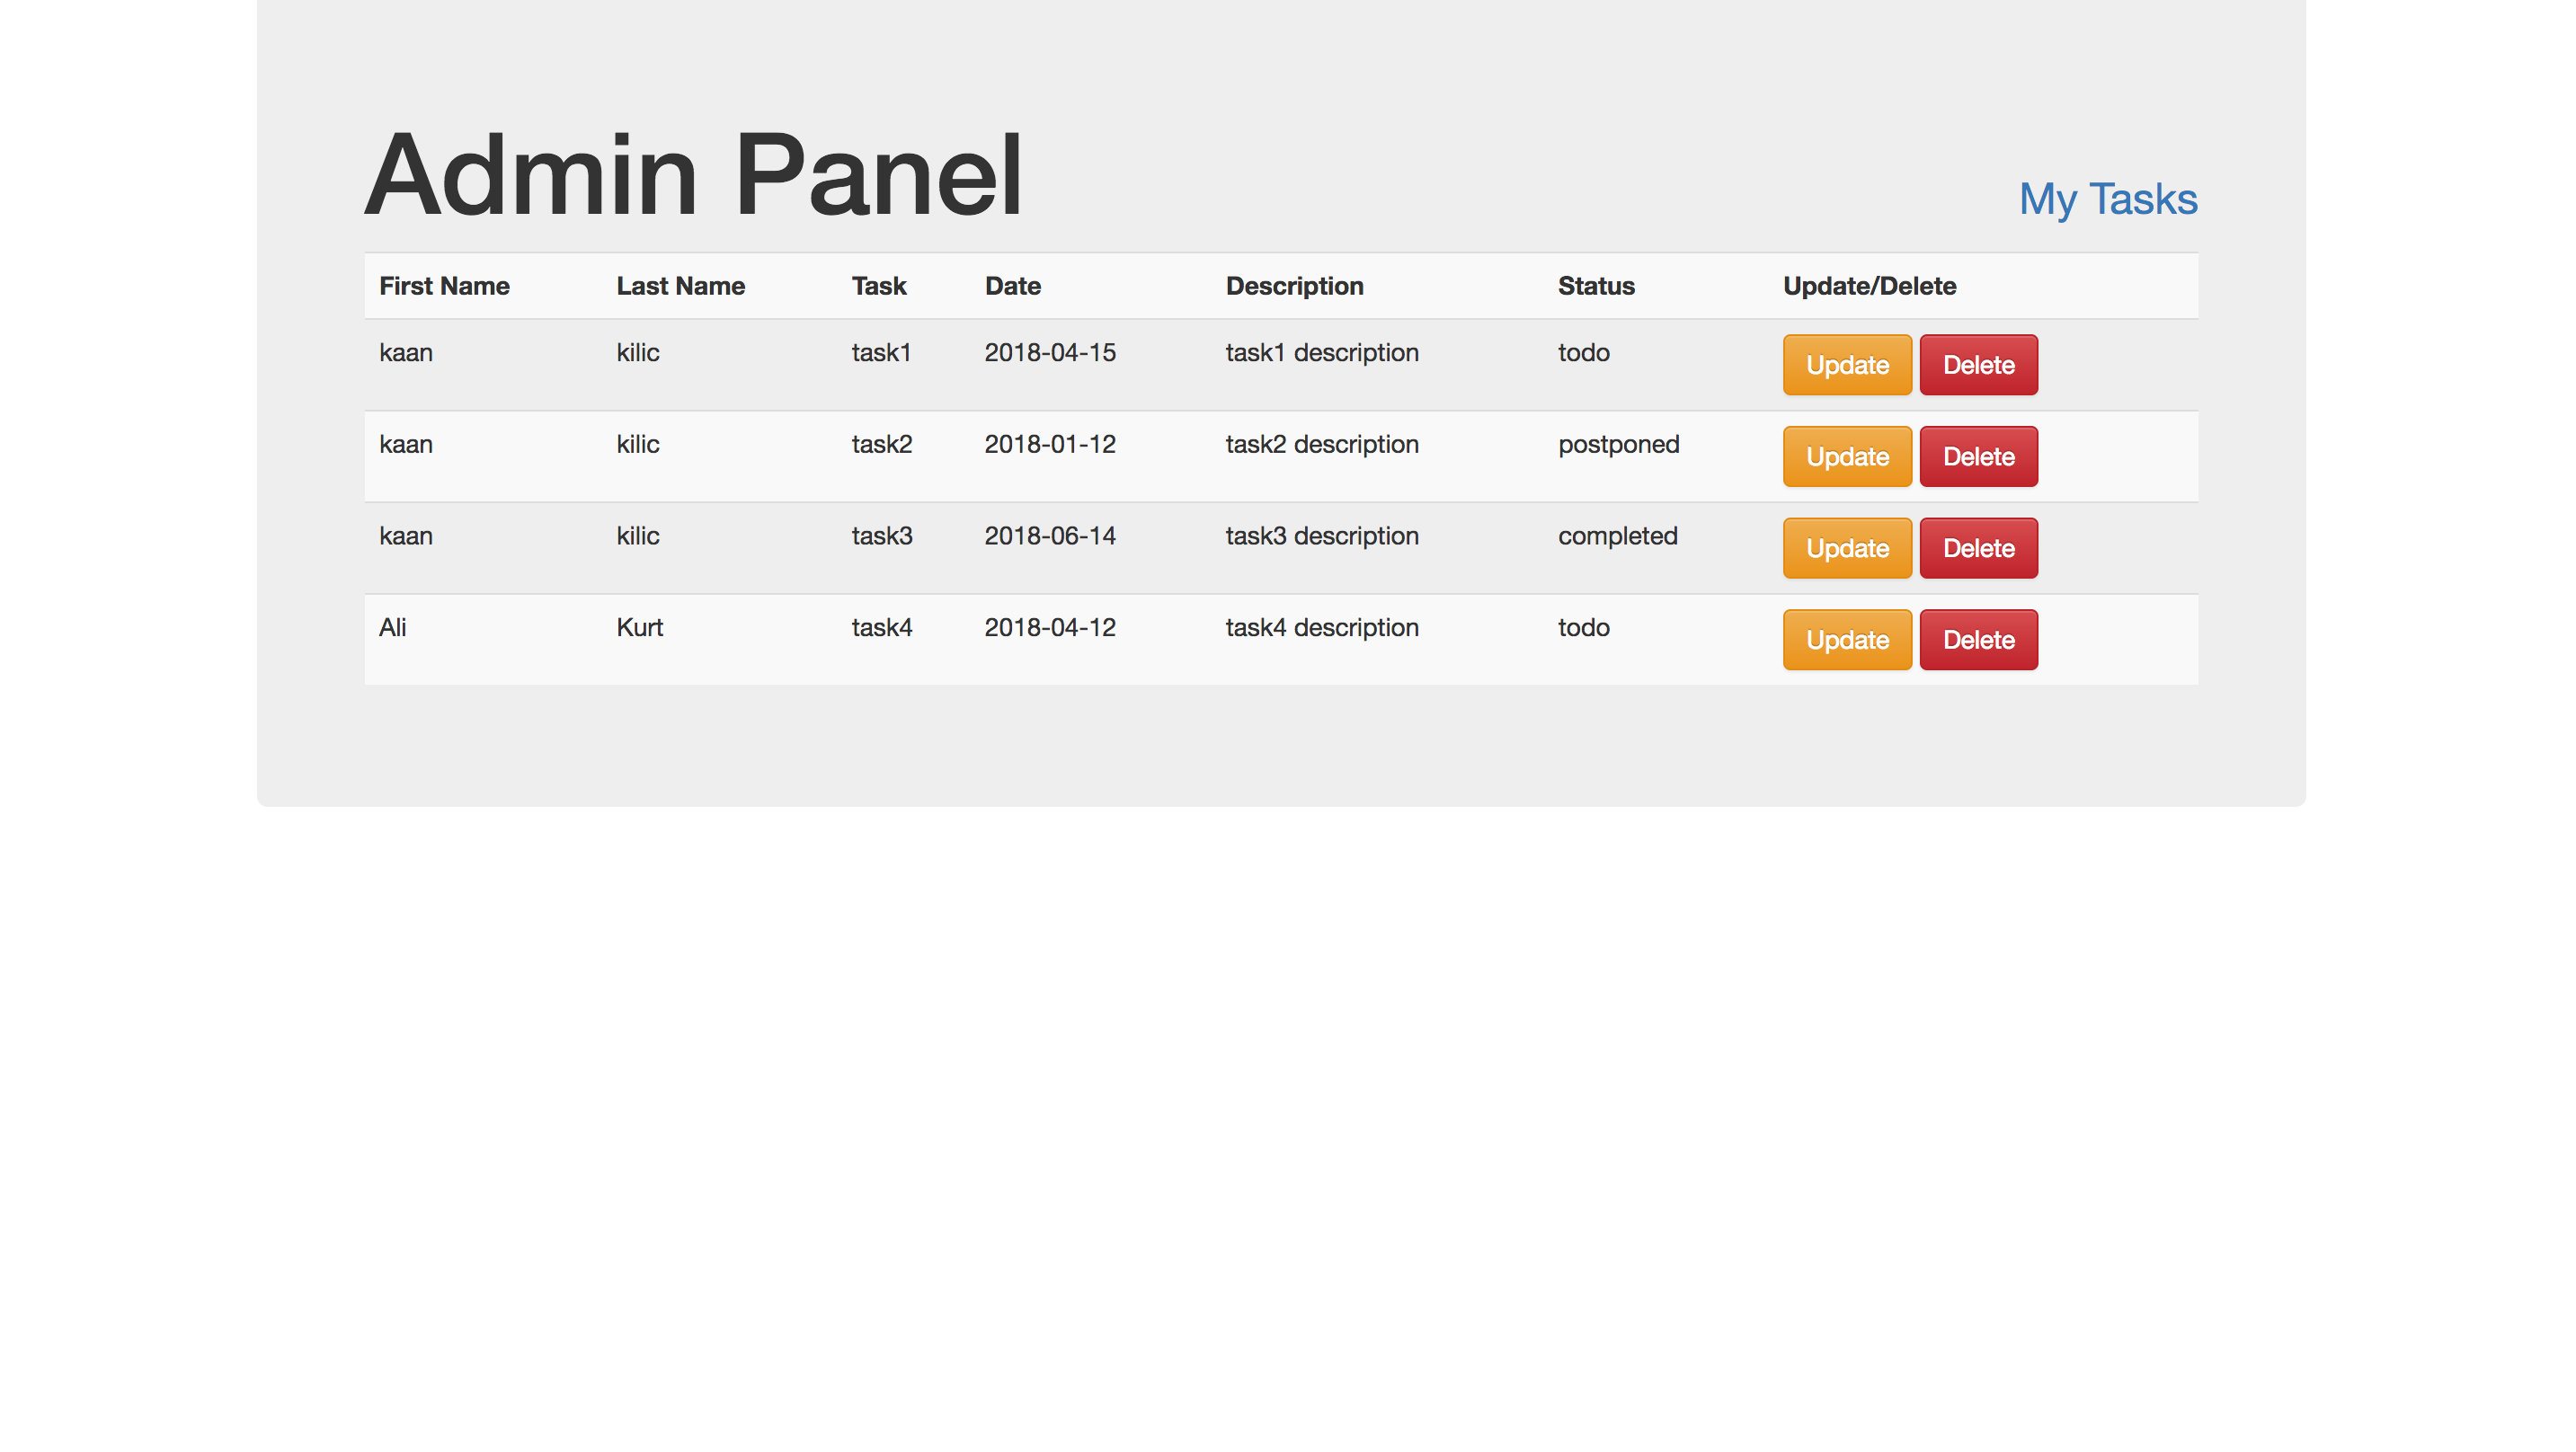 Admin Panel My Tasks
First Name Last Name Task Date Description Status Update/Delete
kaan kilic task1 2018-04-15 task1 description todo Update Delete
kaan kilic task2 2018-01-12 task2 description postponed Update Delete
kaan kilic task3 2018-06-14 task3 description completed Update Delete
Ali Kurt task4 2018-04-12 task4 description todo Update Delete